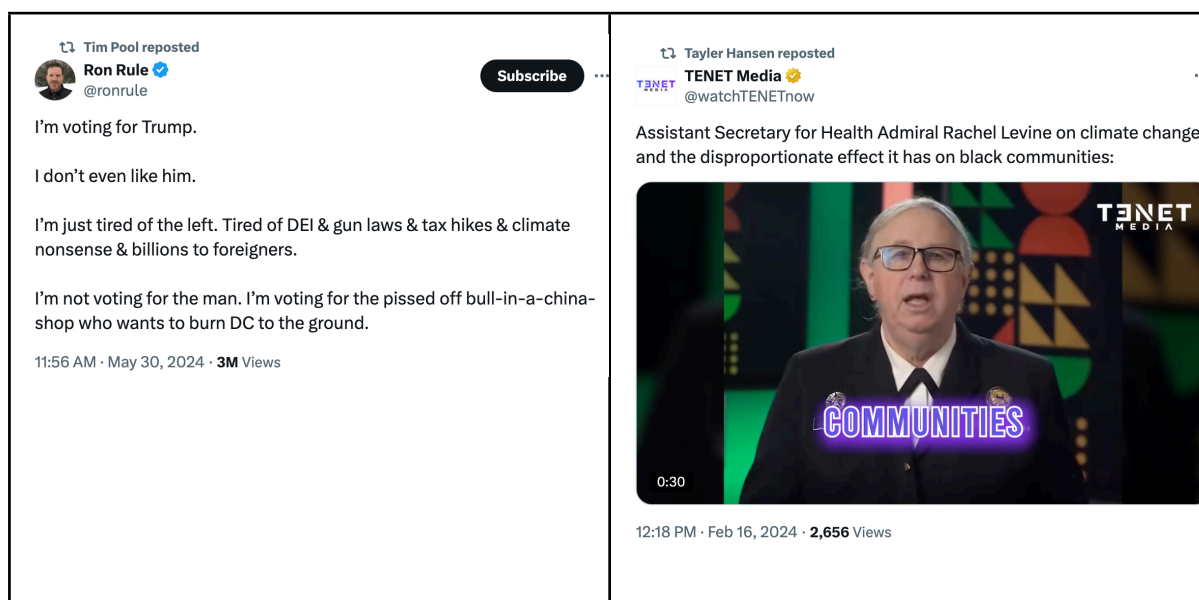 Tim Pool reposted
Ron Rule
@ronrule
Subscribe
I’m voting for Trump.
I don’t even like him.
I’m just tired of the left. Tired of DEI & gun laws & tax hikes & climate
nonsense & billions to foreigners.
I’m not voting for the man. I’m voting for the pissed off bull-in-a-china-
shop who wants to burn DC to the ground.
11:56 AM · May 30, 2024 · 3M Views
Tayler Hansen reposted
TENET MEDIA
TENET Media
@watchTENETnow
Assistant Secretary for Health Admiral Rachel Levine on climate change
and the disproportionate effect it has on black communities:
TENET
MEDIA
COMMUNITIES
0:30
12:18 PM · Feb 16, 2024 · 2,656 Views